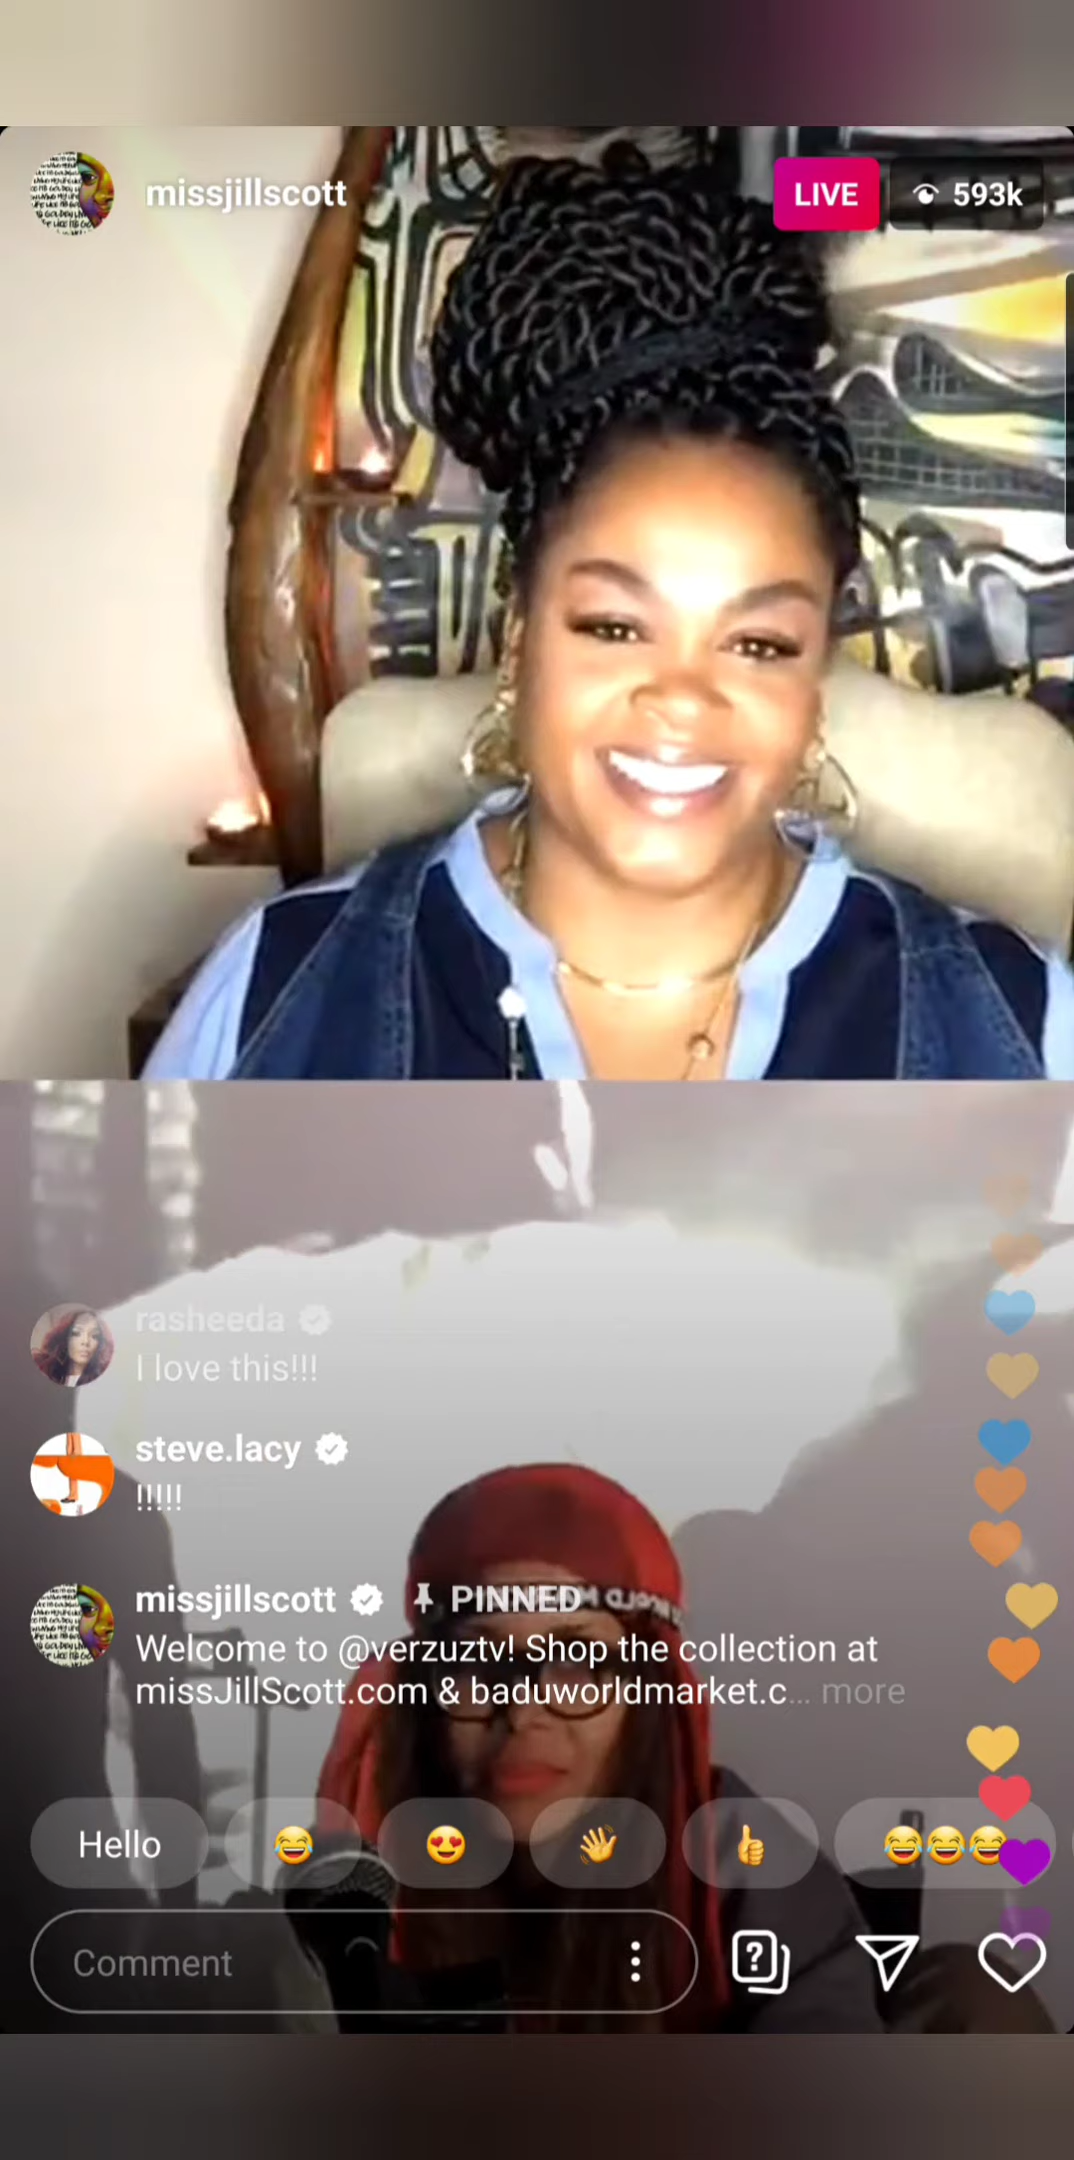 missjillscott
LIVE
593k
rasheeda
I love this!!!
steve.lacy
!!!!!
missjillscott PINNED
Welcome to @verzuztv! Shop the collection at
missJillScott.com & baduworldmarket.c... more
Hello
Comment
?